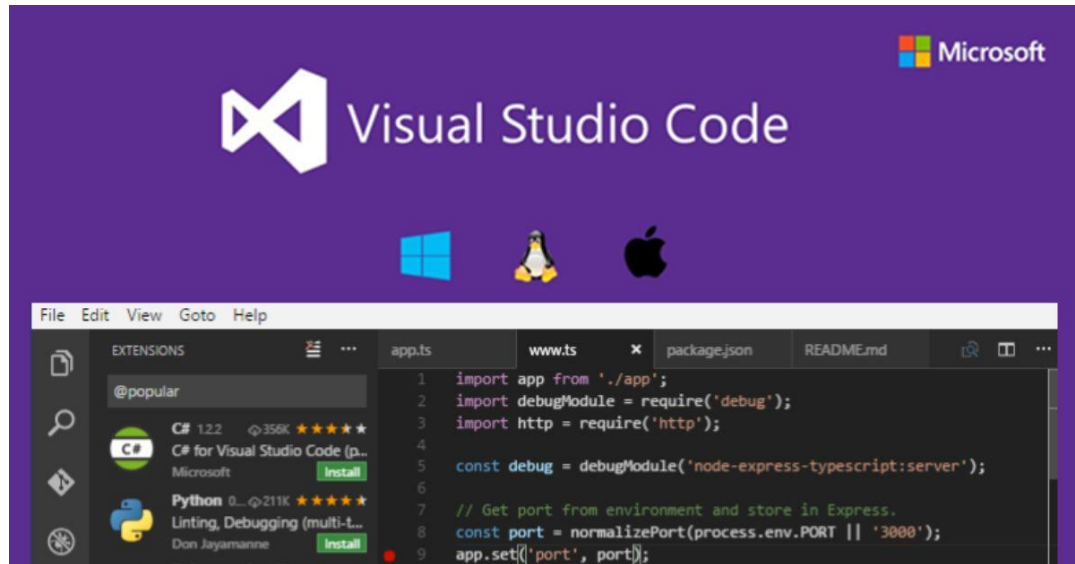 Microsoft
Visual Studio Code
File Edit View Goto Help
EXTENSIONS ...
@popular
C# 1.2.2 356K ★★★★★
C# for Visual Studio Code (p...
Microsoft Install
Python 0... 211K ★★★★★
Linting, Debugging (multi-t...
Don Jayamanne Install
app.ts www.ts × package.json README.md ...
1 import app from './app';
2 import debugModule = require('debug');
3 import http = require('http');
4
5 const debug = debugModule('node-express-typescript:server');
6
7 // Get port from environment and store in Express.
8 const port = normalizePort(process.env.PORT || '3000');
9 app.set('port', port);
C#